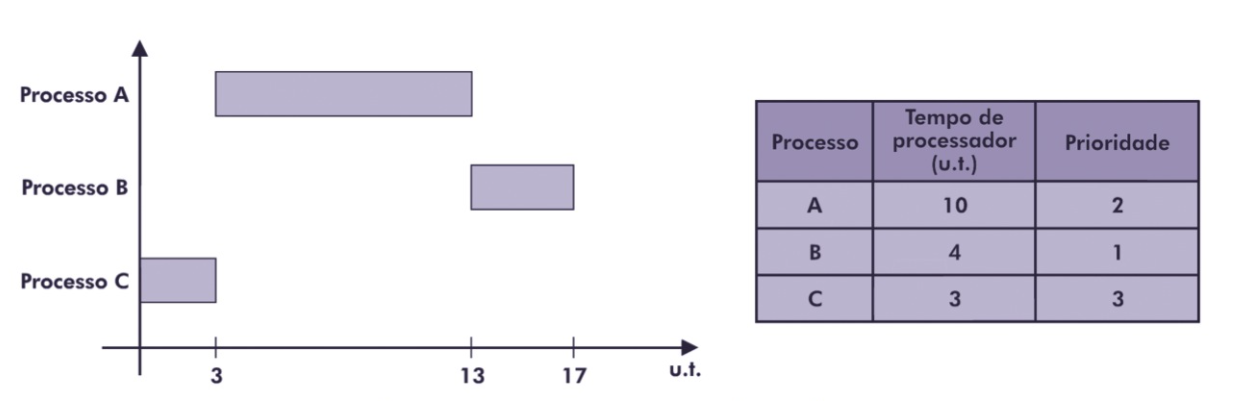 Processo A
Processo B
Processo C
3
13
17
u.t.
Processo
Tempo de
processador
(u.t.)
Prioridade
A
10
2
B
4
1
C
3
3